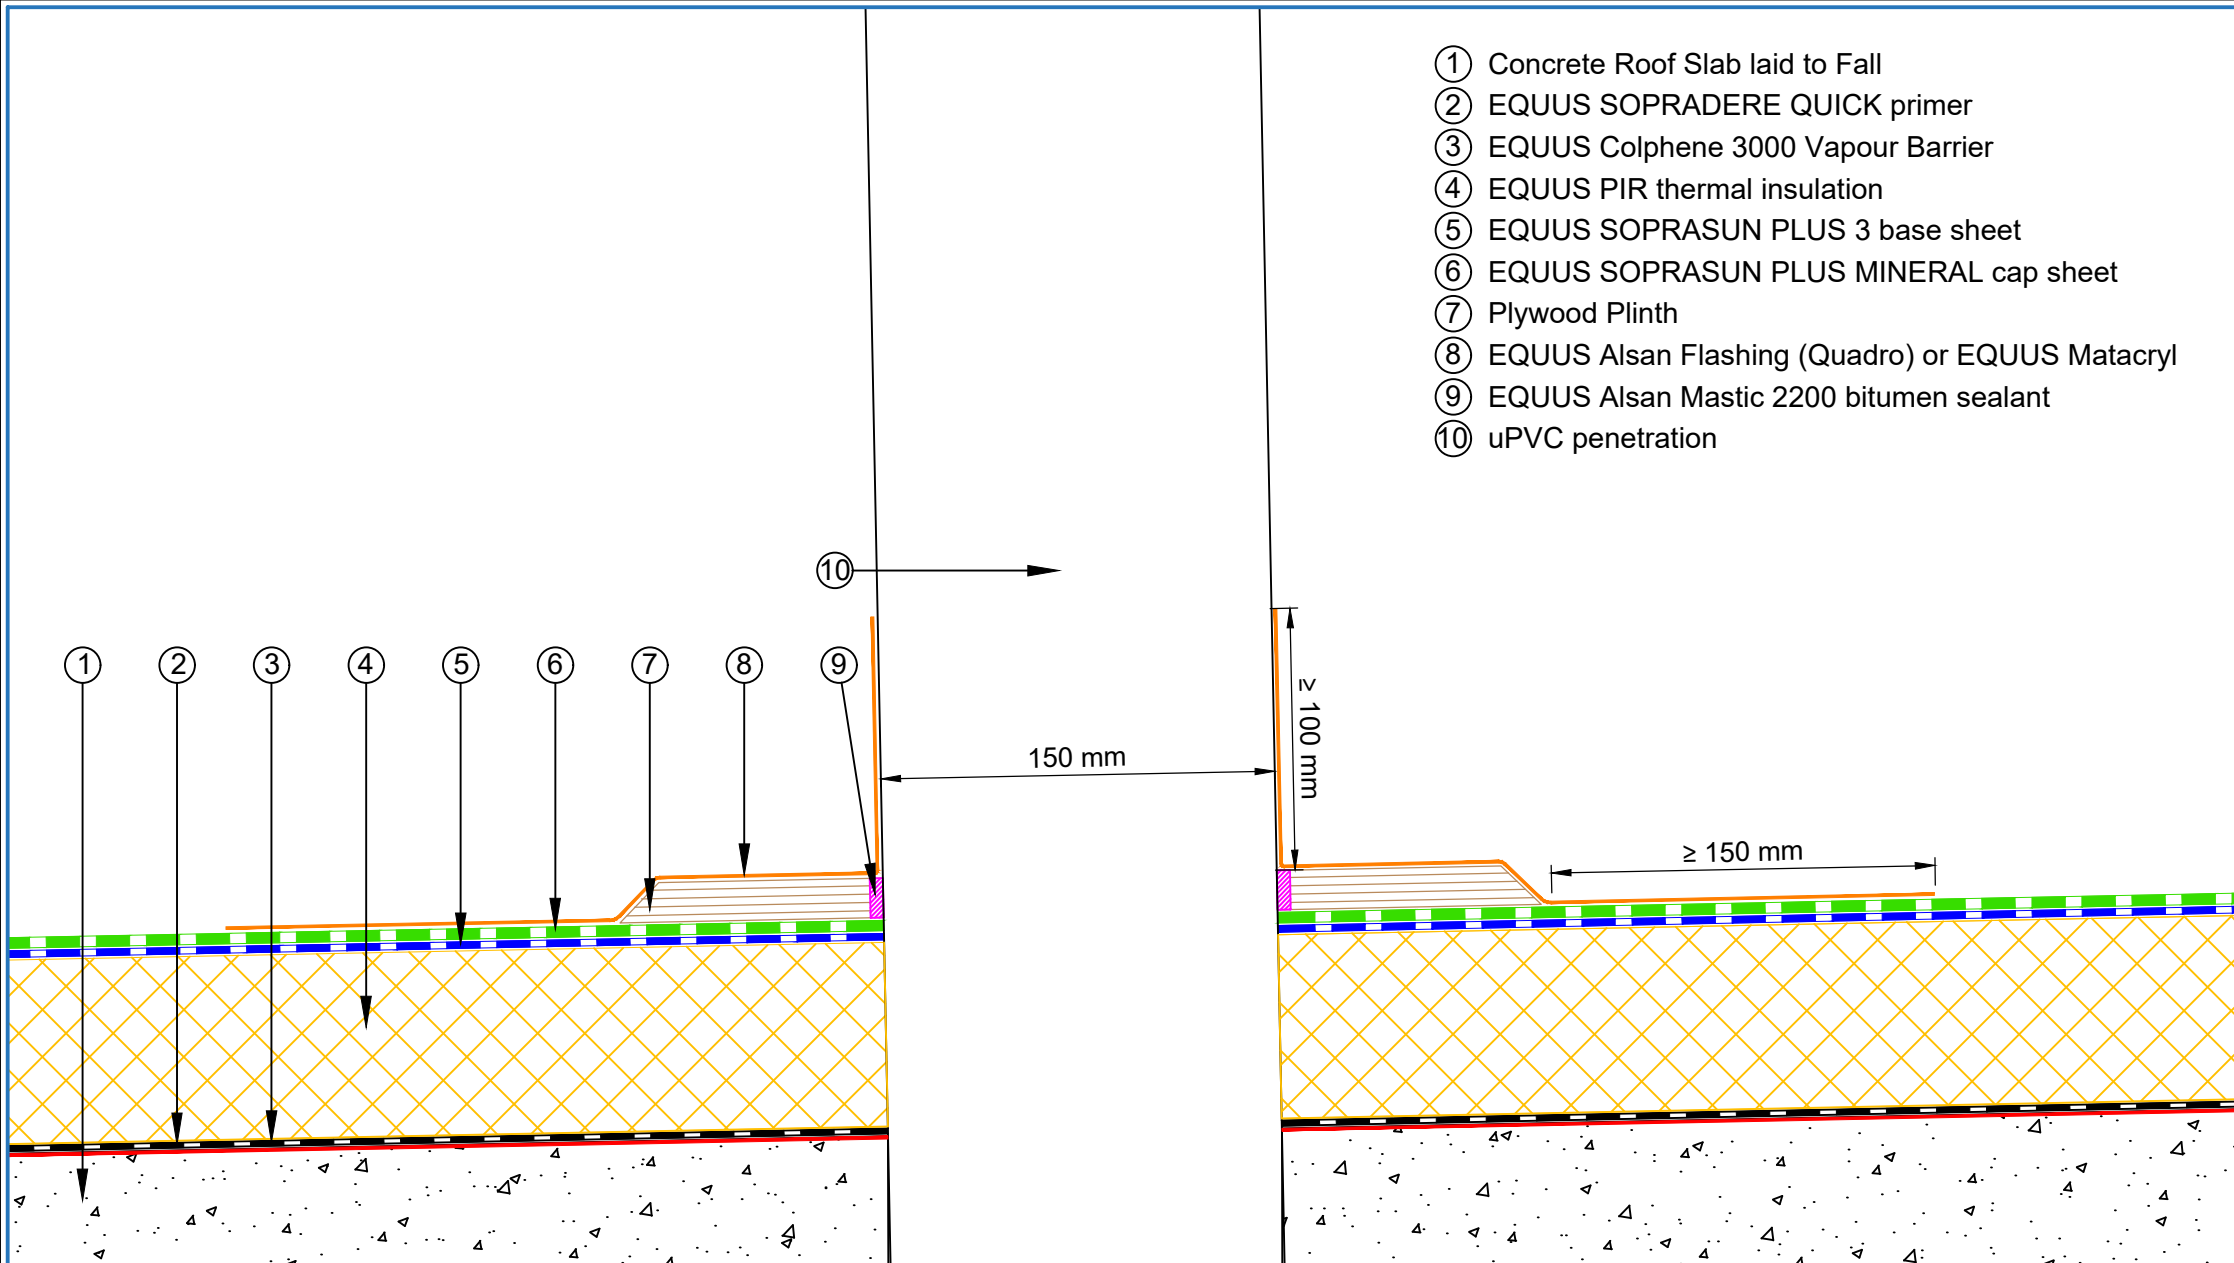 ① Concrete Roof Slab laid to Fall
② EQUUS SOPRADERE QUICK primer
③ EQUUS Colphene 3000 Vapour Barrier
④ EQUUS PIR thermal insulation
⑤ EQUUS SOPRASUN PLUS 3 base sheet
⑥ EQUUS SOPRASUN PLUS MINERAL cap sheet
⑦ Plywood Plinth
⑧ EQUUS Alsan Flashing (Quadro) or EQUUS Matacryl
⑨ EQUUS Alsan Mastic 2200 bitumen sealant
⑩ uPVC penetration
⑩
① ② ③ ④ ⑤ ⑥ ⑦ ⑧ ⑨
≥ 100 mm
150 mm
≥ 150 mm